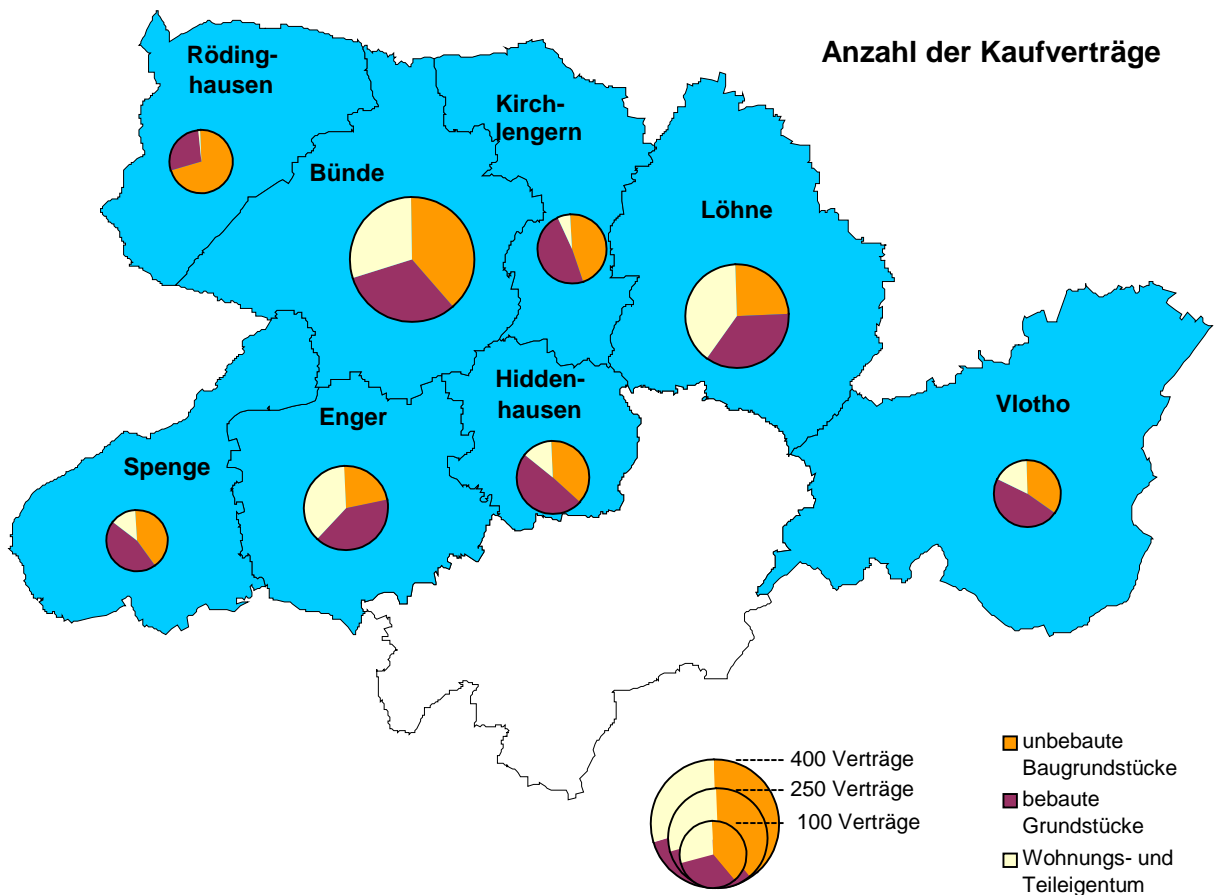 Anzahl der Kaufverträge
Röding-
hausen
Kirch-
lengern
Bünde
Löhne
Hidden-
hausen
Vlotho
Enger
Spenge
400 Verträge
250 Verträge
100 Verträge
unbebaute
Baugrundstücke
bebaute
Grundstücke
Wohnungs- und
Teileigentum